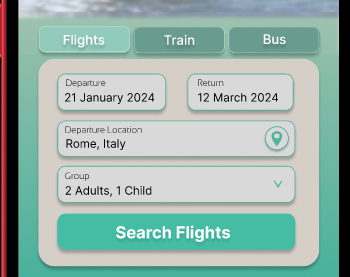 Flights Train Bus
Departure Return
21 January 2024 12 March 2024
Departure Location
Rome, Italy
Group
2 Adults, 1 Child
Search Flights